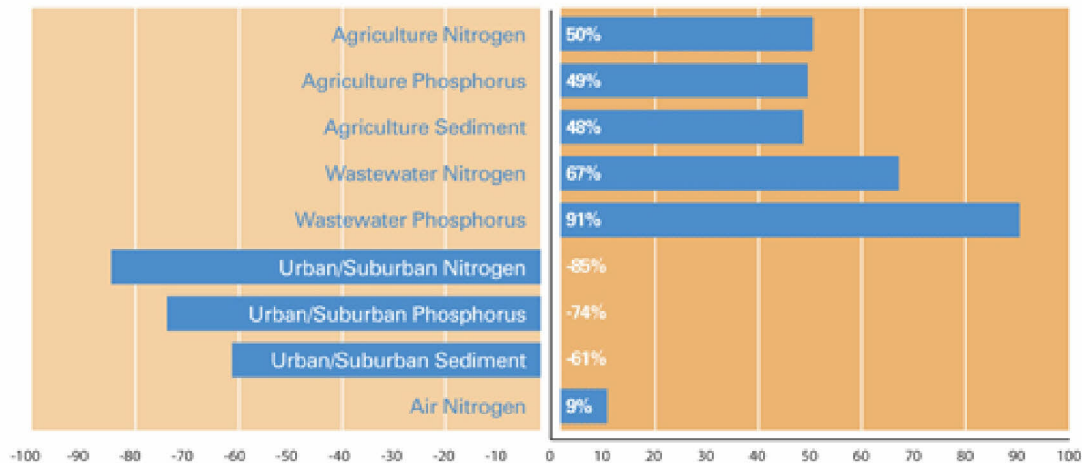 Agriculture Nitrogen 50%
Agriculture Phosphorus 49%
Agriculture Sediment 48%
Wastewater Nitrogen 67%
Wastewater Phosphorus 91%
Urban/Suburban Nitrogen -85%
Urban/Suburban Phosphorus -74%
Urban/Suburban Sediment -61%
Air Nitrogen 9%
-100 -90 -80 -70 -60 -50 -40 -30 -20 -10 0 10 20 30 40 50 60 70 80 90 100